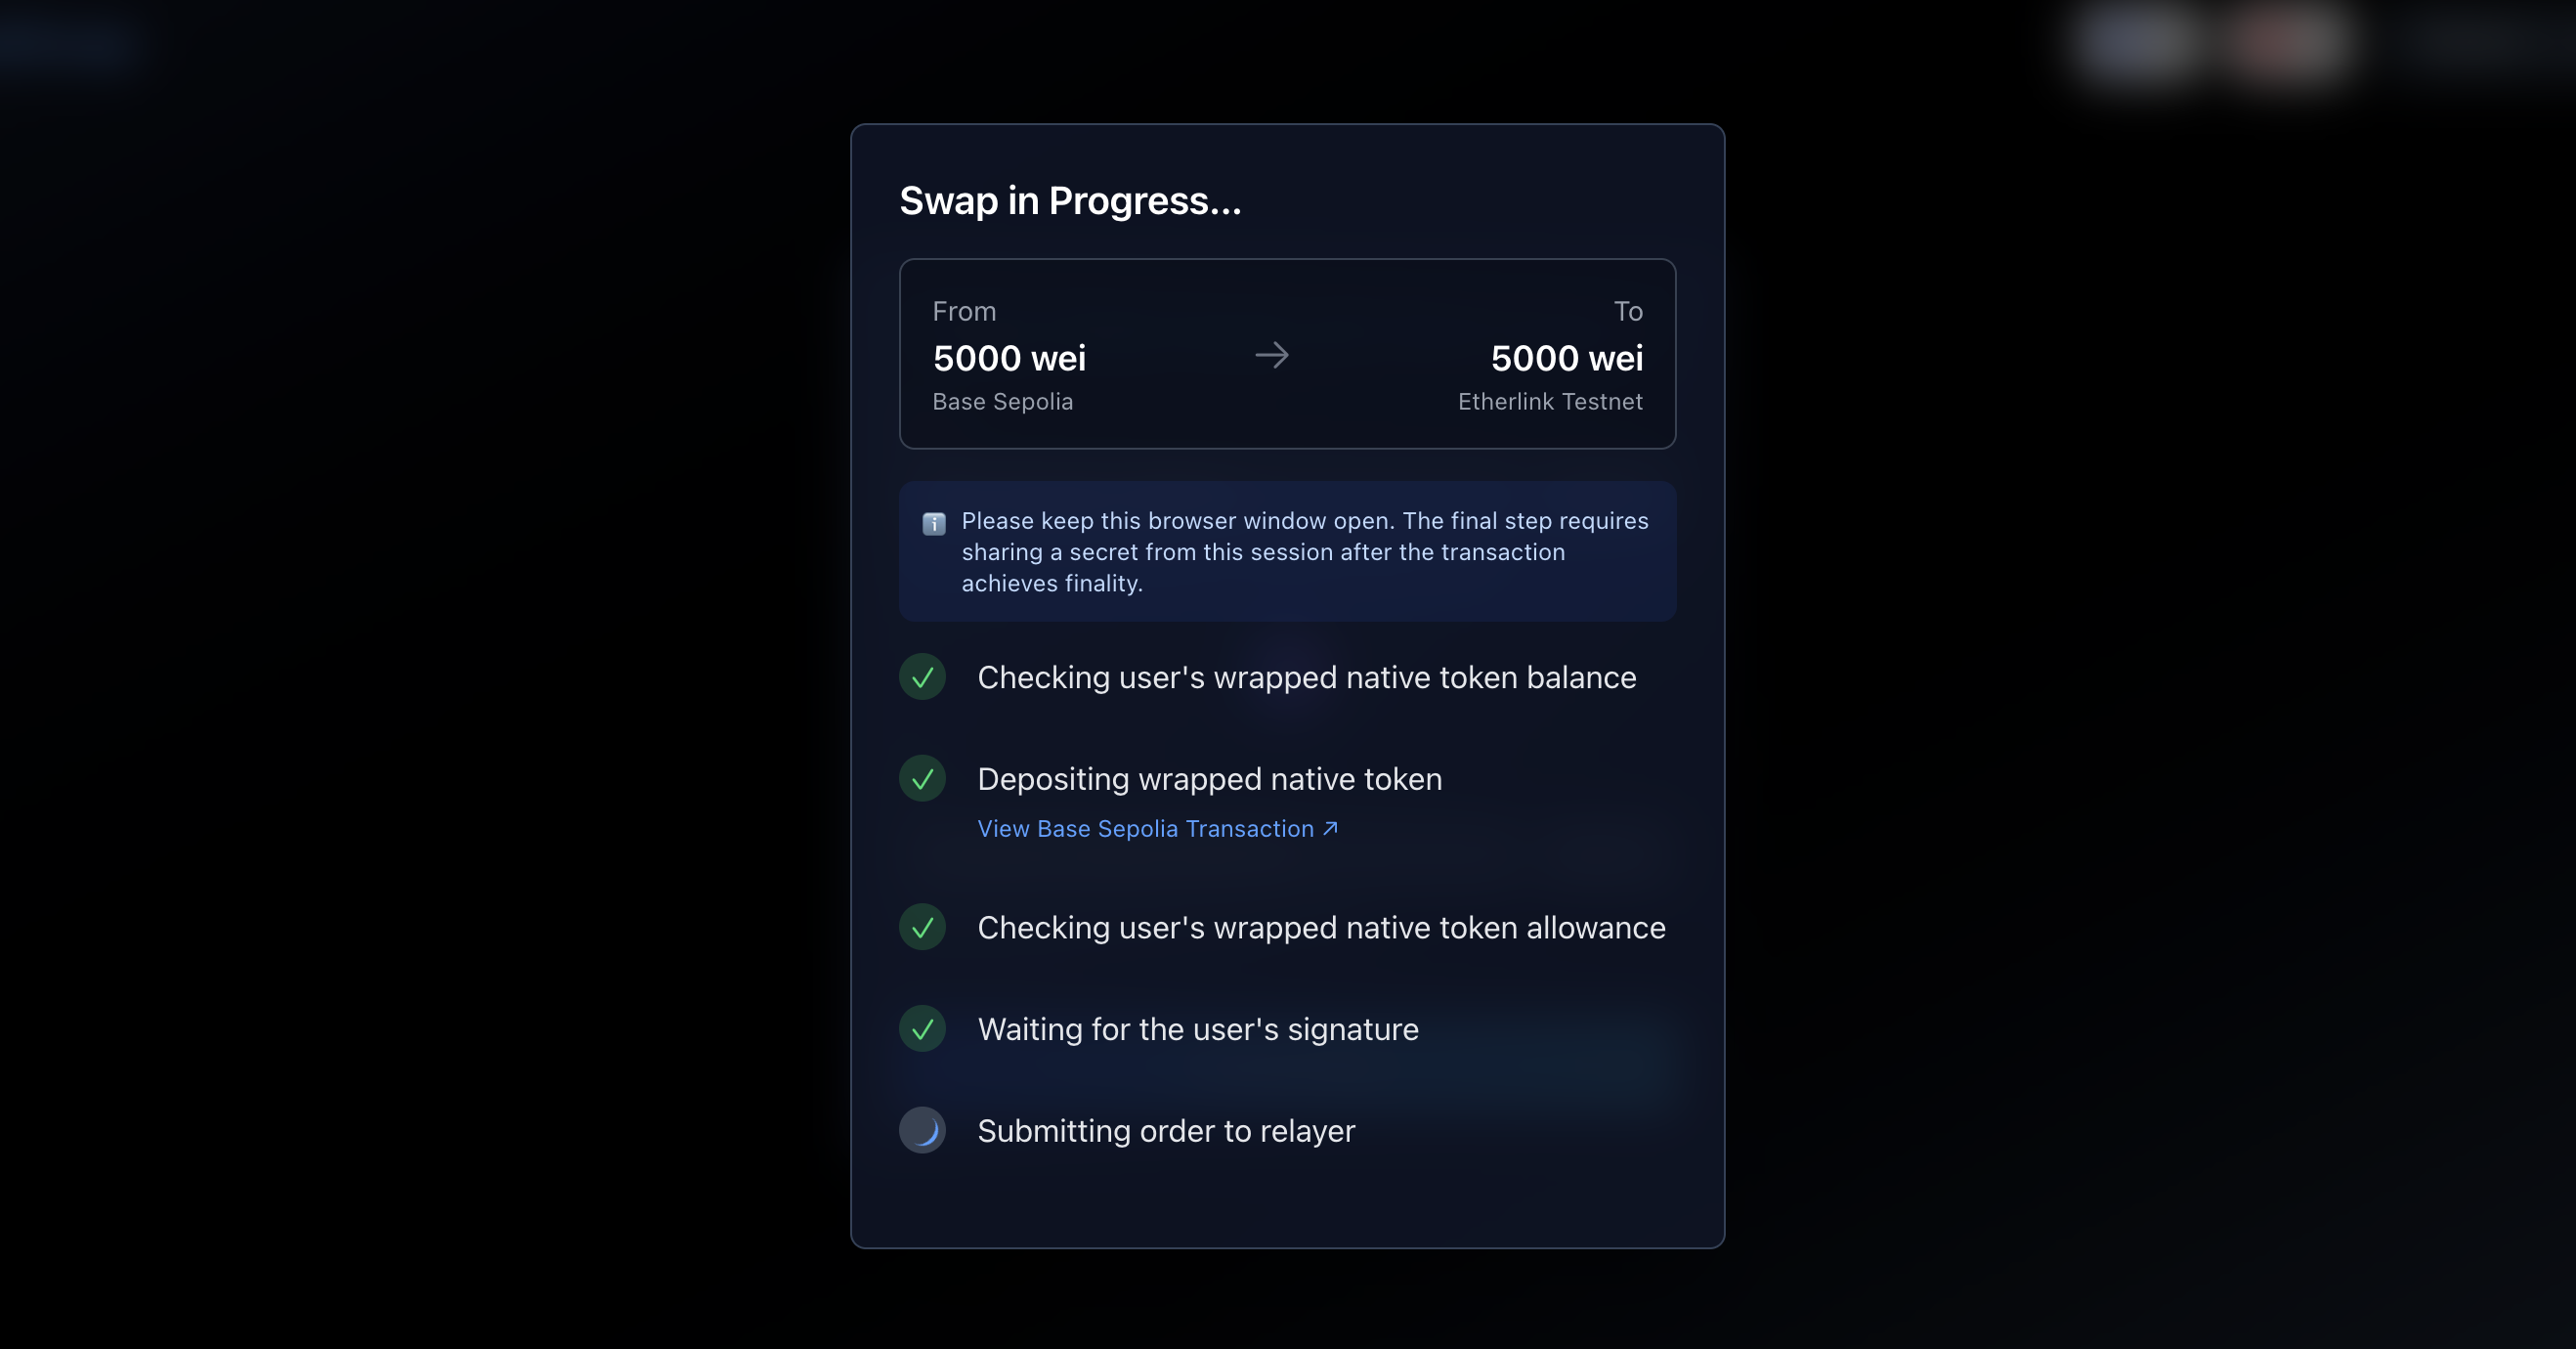 Swap in Progress...
From
To
5000 wei
→
5000 wei
Base Sepolia
Etherlink Testnet
Please keep this browser window open. The final step requires
sharing a secret from this session after the transaction
achieves finality.
Checking user's wrapped native token balance
Depositing wrapped native token
View Base Sepolia Transaction ↗
Checking user's wrapped native token allowance
Waiting for the user's signature
Submitting order to relayer